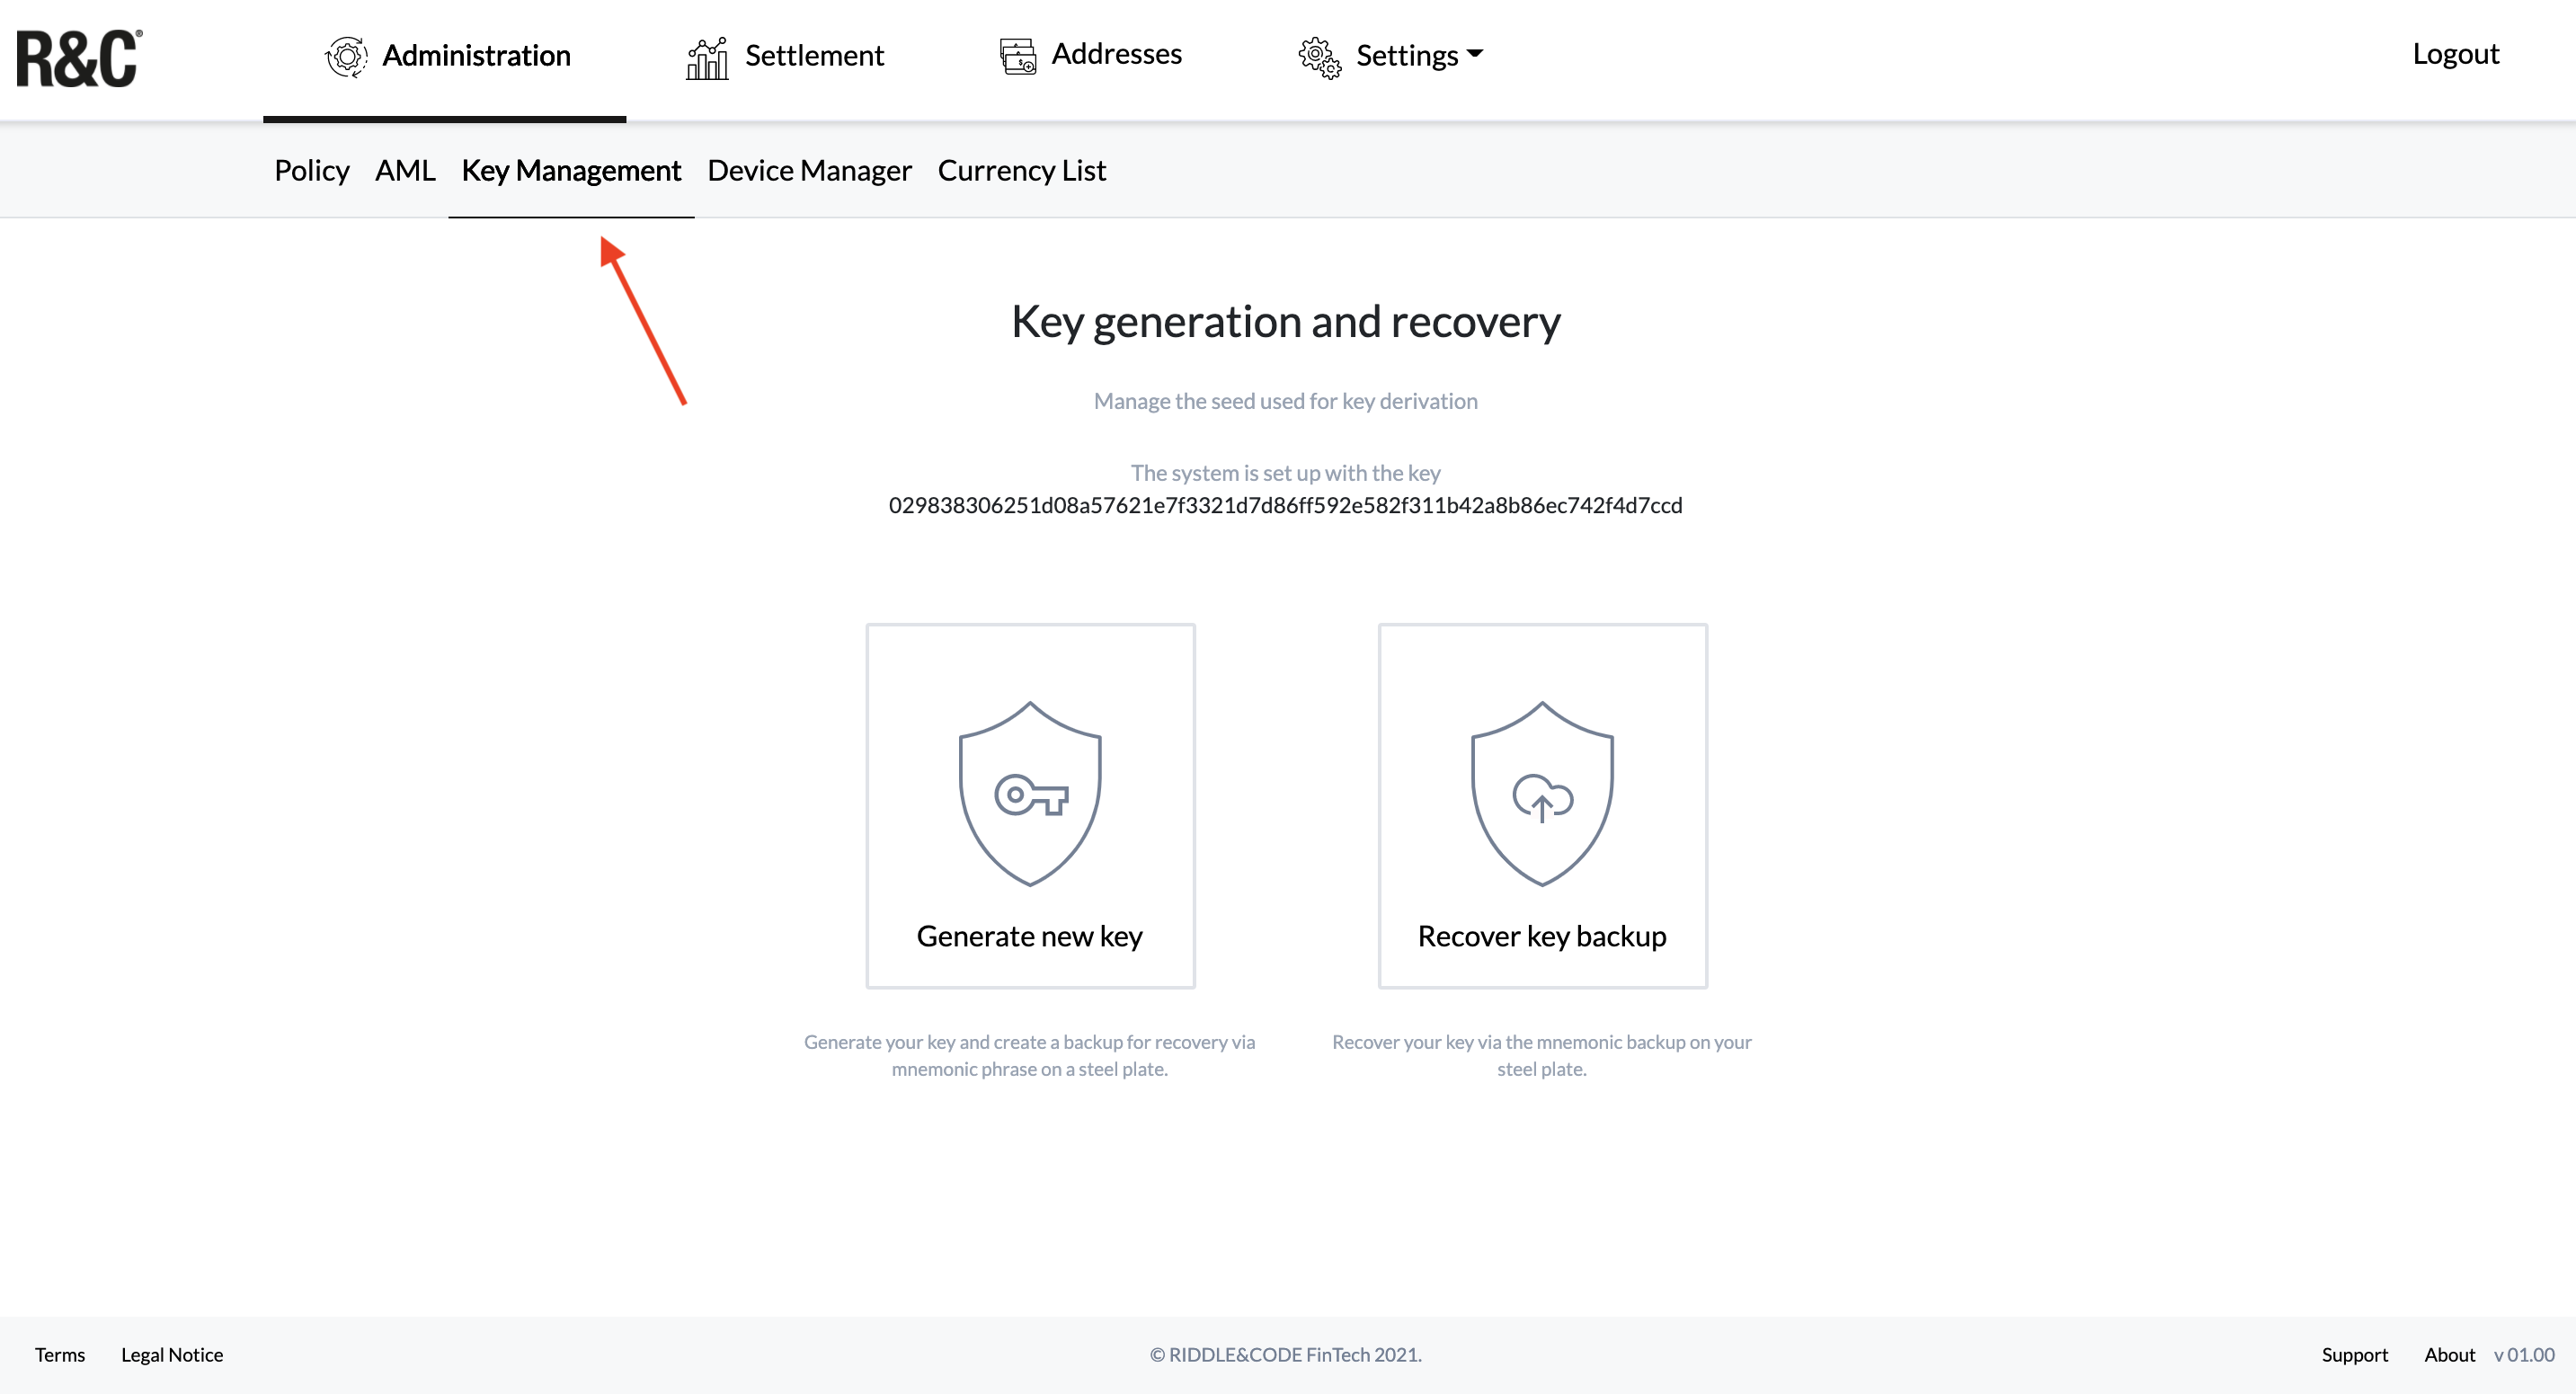 R&C®
Administration
Settlement
Addresses
Settings
Logout
Policy
AML
Key Management
Device Manager
Currency List
Key generation and recovery
Manage the seed used for key derivation
The system is set up with the key
029838306251d08a57621e7f3321d7d86ff592e582f311b42a8b86ec742f4d7ccd
Generate new key
Generate your key and create a backup for recovery via
mnemonic phrase on a steel plate.
Recover key backup
Recover your key via the mnemonic backup on your
steel plate.
Terms
Legal Notice
© RIDDLE&CODE FinTech 2021.
Support
About
v 01.00